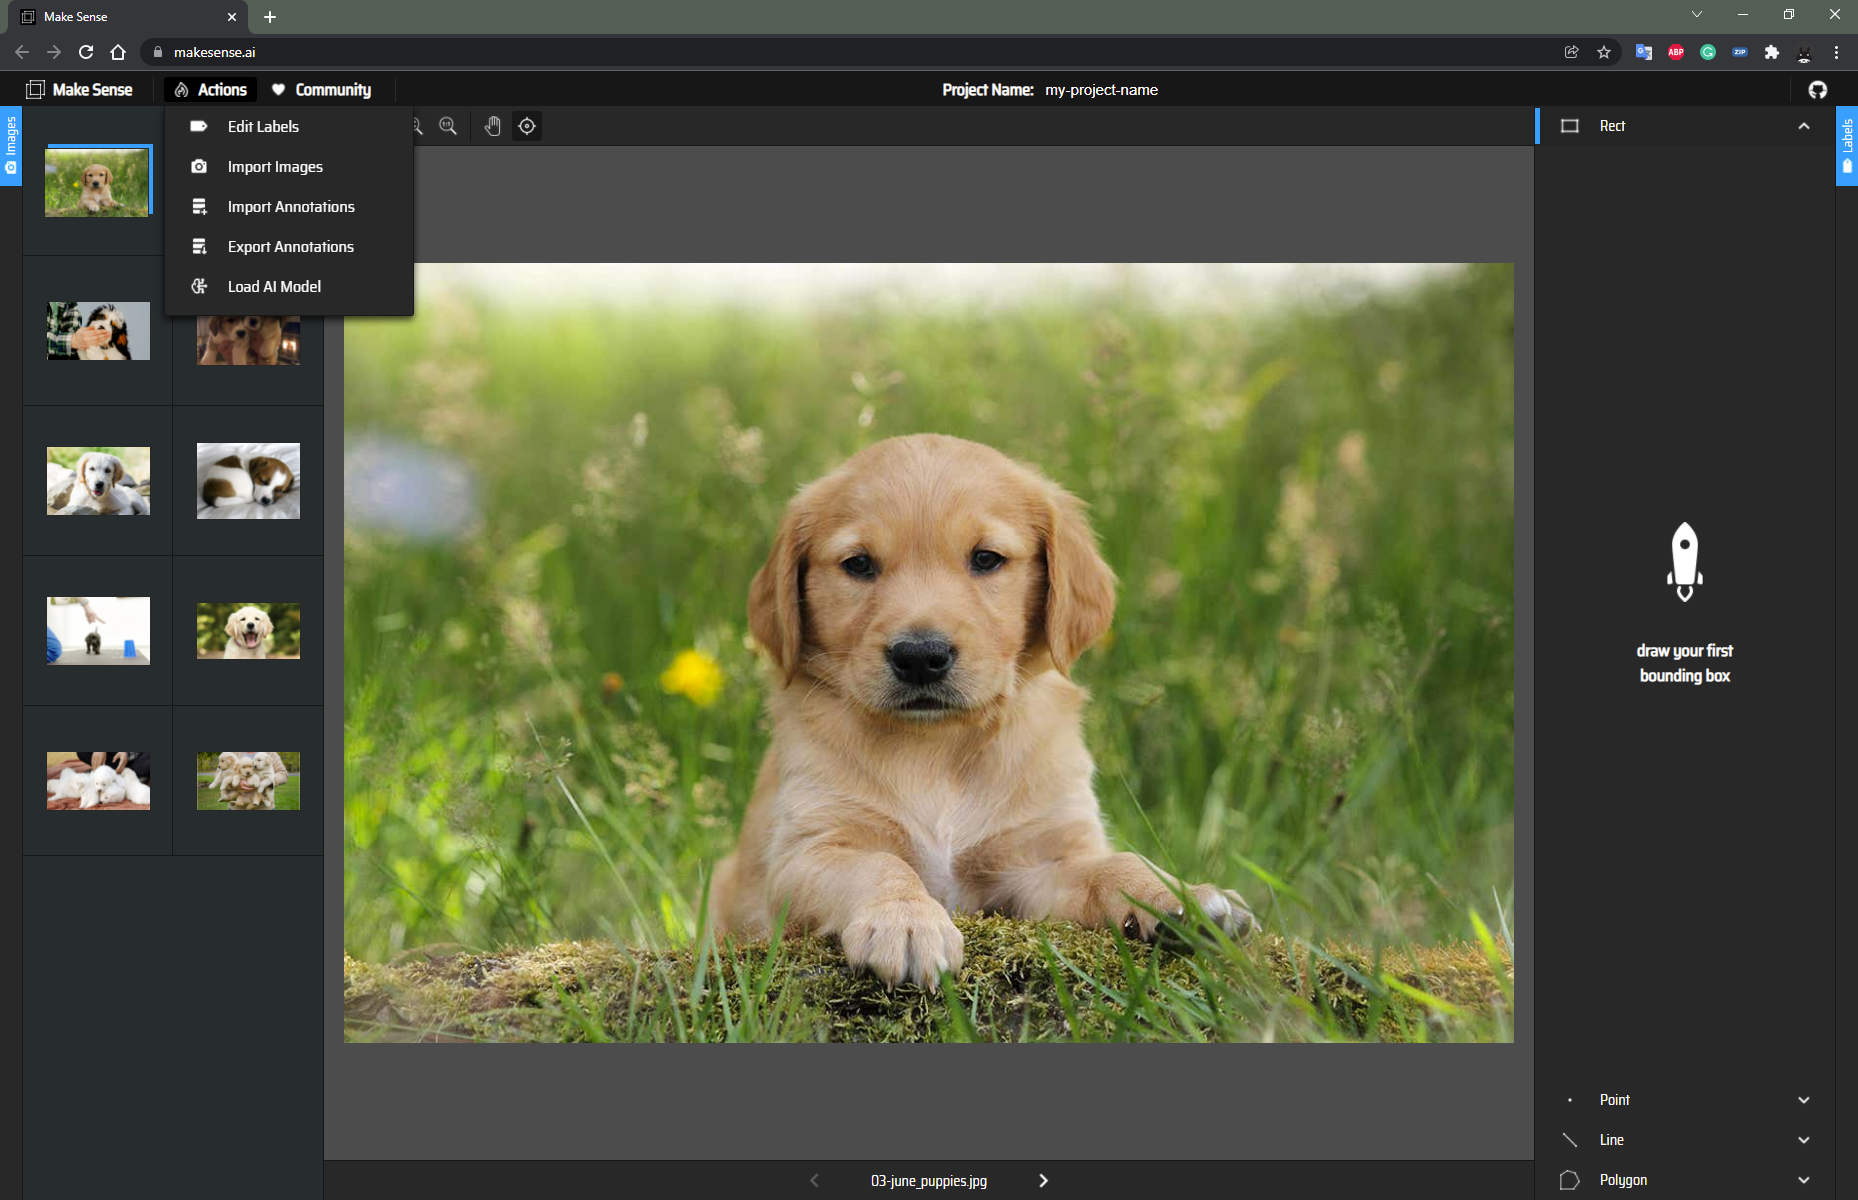 Make Sense
makesense.ai
ABP
ZIP
Make Sense
Actions
Community
Project Name: my-project-name
Images
Edit Labels
Import Images
Import Annotations
Export Annotations
Load AI Model
1:1
Rect
Labels
draw your first
bounding box
Point
Line
Polygon
03-june_puppies.jpg